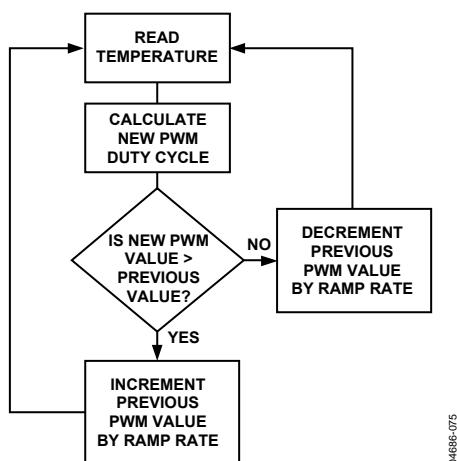 READ
TEMPERATURE
CALCULATE
NEW PWM
DUTY CYCLE
IS NEW PWM
VALUE >
PREVIOUS
VALUE?
NO
DECREMENT
PREVIOUS
PWM VALUE
BY RAMP RATE
YES
INCREMENT
PREVIOUS
PWM VALUE
BY RAMP RATE
04686-075